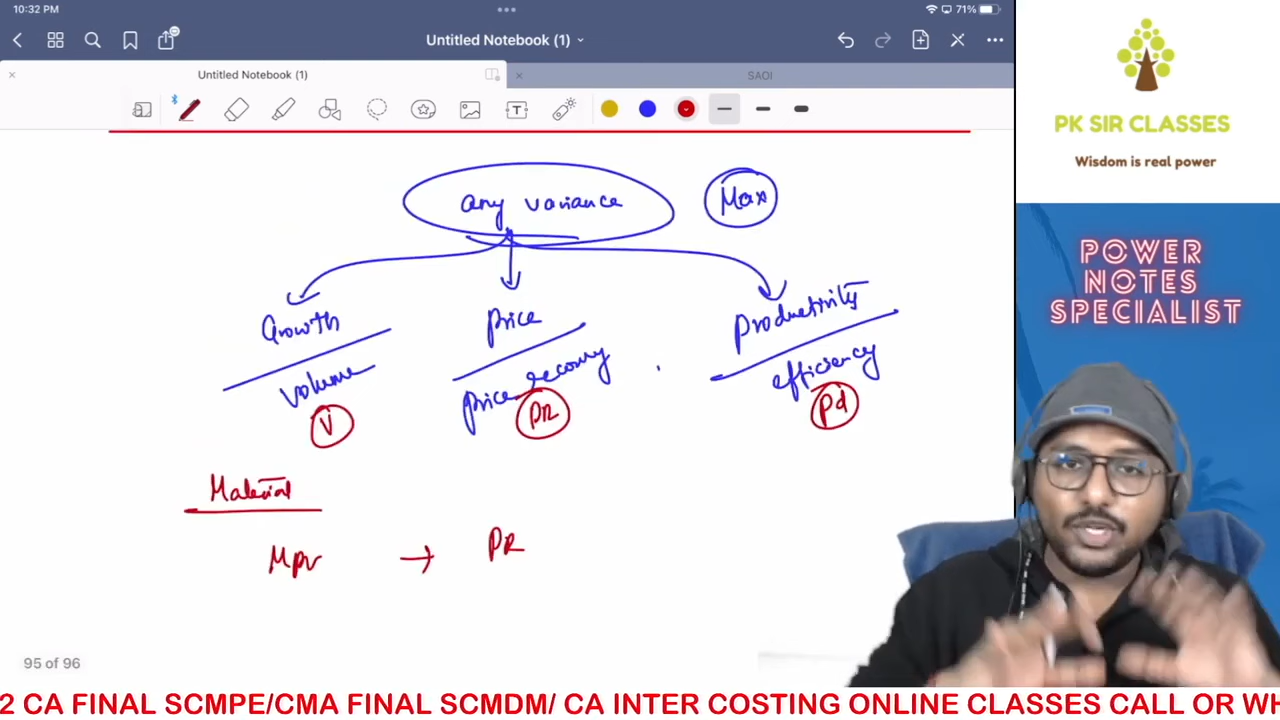 10:32 PM
71%
Untitled Notebook (1)
Untitled Notebook (1)
SAOI
T
any variance
Max
Growth
price
Productivity
volume
price recovry
efficiency
V
PR
Pd
Material
Mpv → PR
95 of 96
PK SIR CLASSES
Wisdom is real power
POWER
NOTES
SPECIALIST
2 CA FINAL SCMPE/CMA FINAL SCMDM/ CA INTER COSTING ONLINE CLASSES CALL OR WH